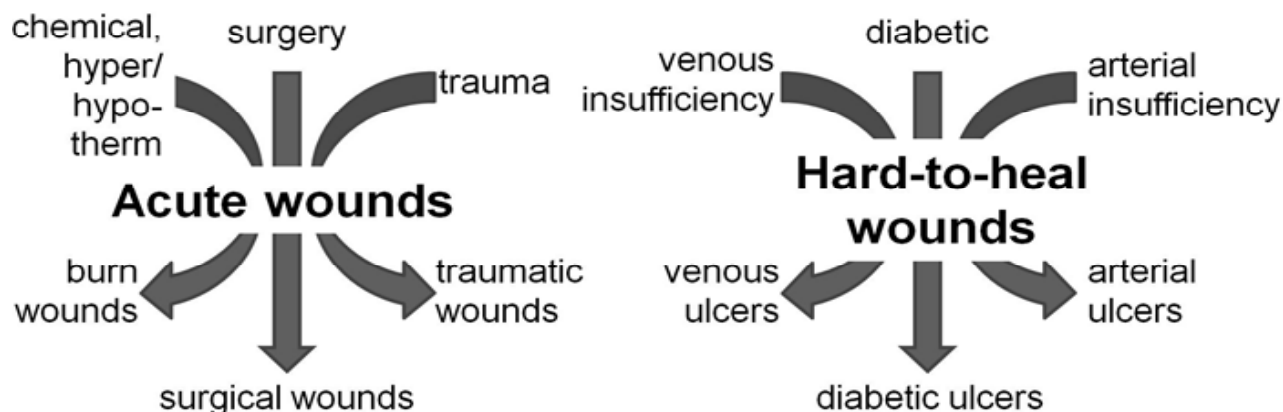 chemical,
hyper/
hypo-
therm
surgery
trauma
Acute wounds
burn
wounds
surgical wounds
traumatic
wounds
venous
insufficiency
diabetic
arterial
insufficiency
Hard-to-heal
wounds
venous
ulcers
diabetic ulcers
arterial
ulcers